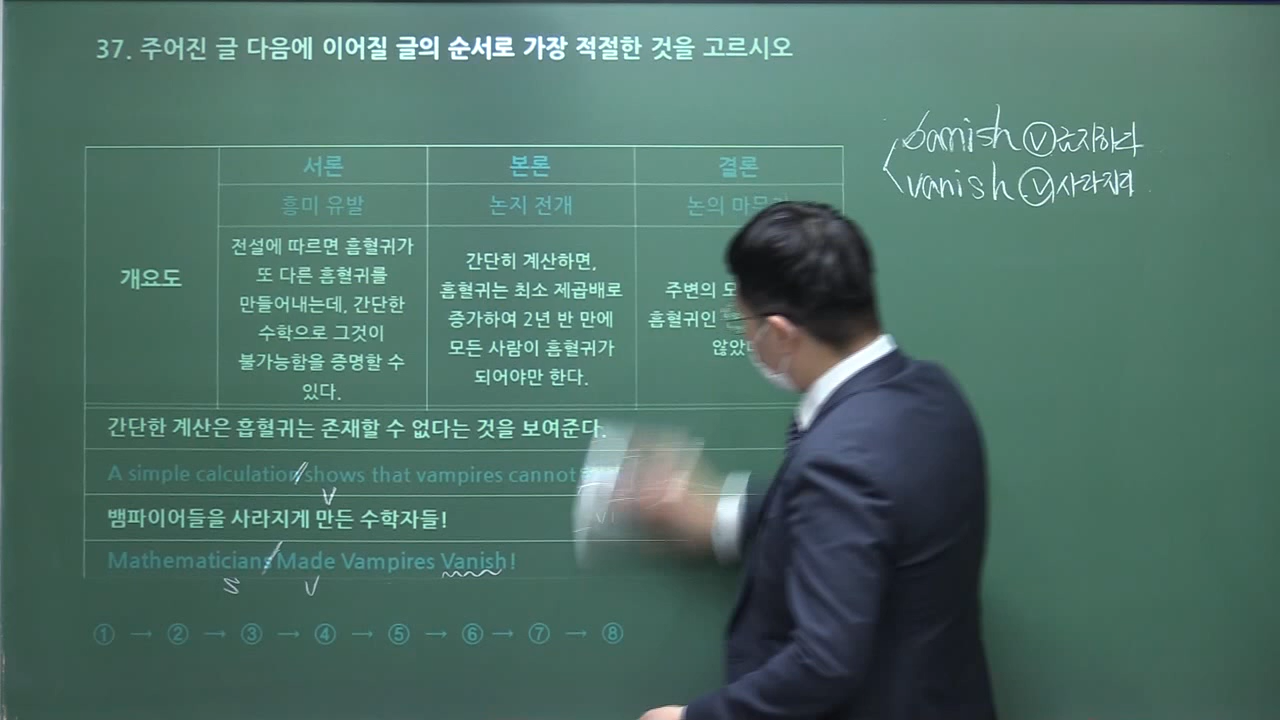 37. 주어진 글 다음에 이어질 글의 순서로 가장 적절한 것을 고르시오
banish ⓥ 금지하다
vanish ⓥ 사라지다
서론 본론 결론
흥미 유발 논지 전개 논의
개요도
전설에 따르면 흡혈귀가
또 다른 흡혈귀를
만들어내는데, 간단한
수학으로 그것이
불가능함을 증명할 수
있다.
간단히 계산하면,
흡혈귀는 최소 제곱배로
증가하여 2년 반 만에
모든 사람이 흡혈귀가
되어야만 한다.
주변의
흡혈귀인
간단한 계산은 흡혈귀는 존재할 수 없다는 것을 보여준다.
A simple calculation/shows that vampires cannot
V
뱀파이어들을 사라지게 만든 수학자들!
Mathematicians/Made Vampires Vanish!
S V
① → ② → ③ → ④ → ⑤ → ⑥ → ⑦ → ⑧